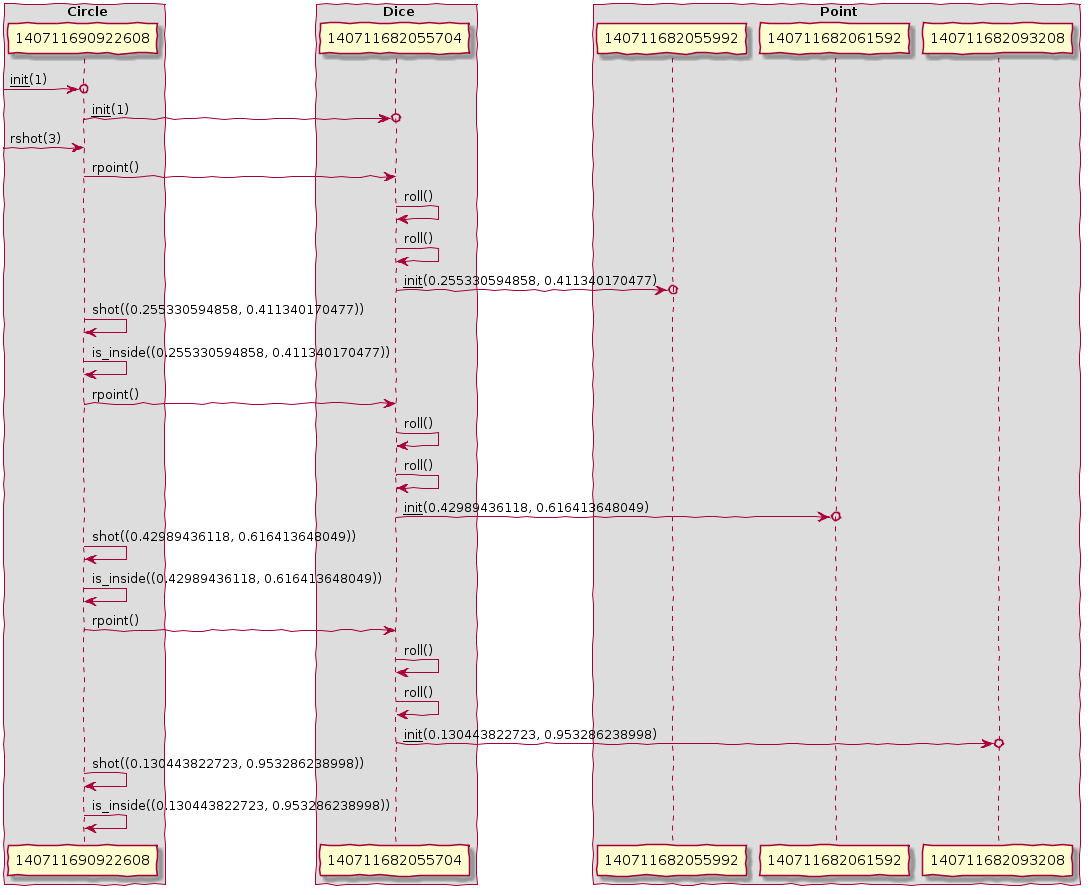 Circle Dice Point
140711690922608 140711682055704 140711682055992 140711682061592 140711682093208
init(1)
init(1)
rshot(3)
rpoint()
roll()
roll()
init(0.255330594858, 0.411340170477)
shot((0.255330594858, 0.411340170477))
is_inside((0.255330594858, 0.411340170477))
rpoint()
roll()
roll()
init(0.42989436118, 0.616413648049)
shot((0.42989436118, 0.616413648049))
is_inside((0.42989436118, 0.616413648049))
rpoint()
roll()
roll()
init(0.130443822723, 0.953286238998)
shot((0.130443822723, 0.953286238998))
is_inside((0.130443822723, 0.953286238998))
140711690922608 140711682055704 140711682055992 140711682061592 140711682093208